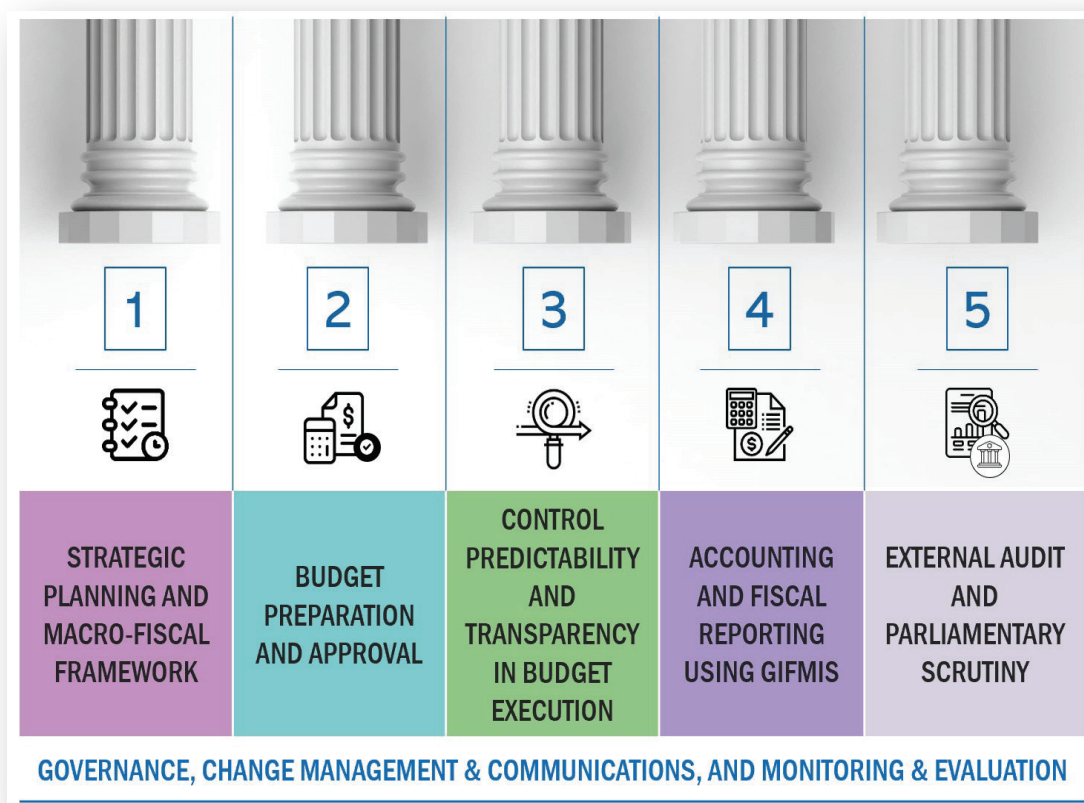 1
2
3
4
5
STRATEGIC
PLANNING AND
MACRO-FISCAL
FRAMEWORK
BUDGET
PREPARATION
AND APPROVAL
CONTROL
PREDICTABILITY
AND
TRANSPARENCY
IN BUDGET
EXECUTION
ACCOUNTING
AND FISCAL
REPORTING
USING GIFMIS
EXTERNAL AUDIT
AND
PARLIAMENTARY
SCRUTINY
GOVERNANCE, CHANGE MANAGEMENT & COMMUNICATIONS, AND MONITORING & EVALUATION